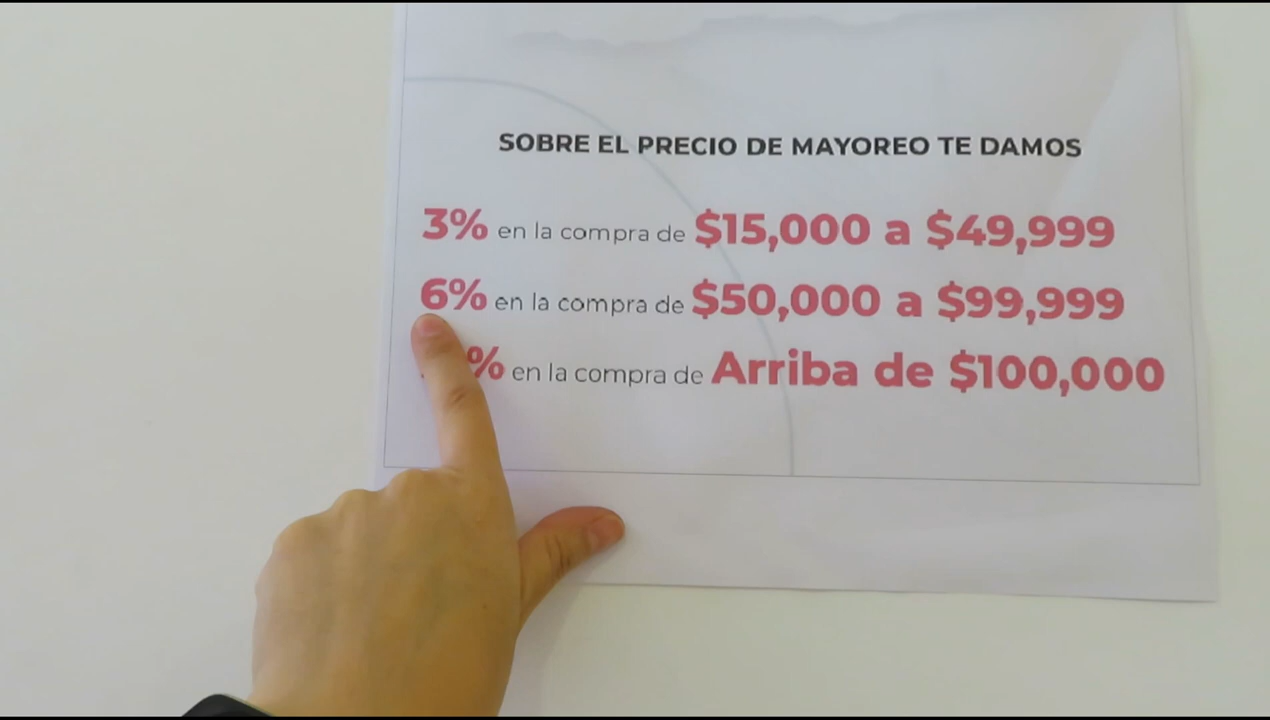 SOBRE EL PRECIO DE MAYOREO TE DAMOS
3% en la compra de $15,000 a $49,999
6% en la compra de $50,000 a $99,999
% en la compra de Arriba de $100,000